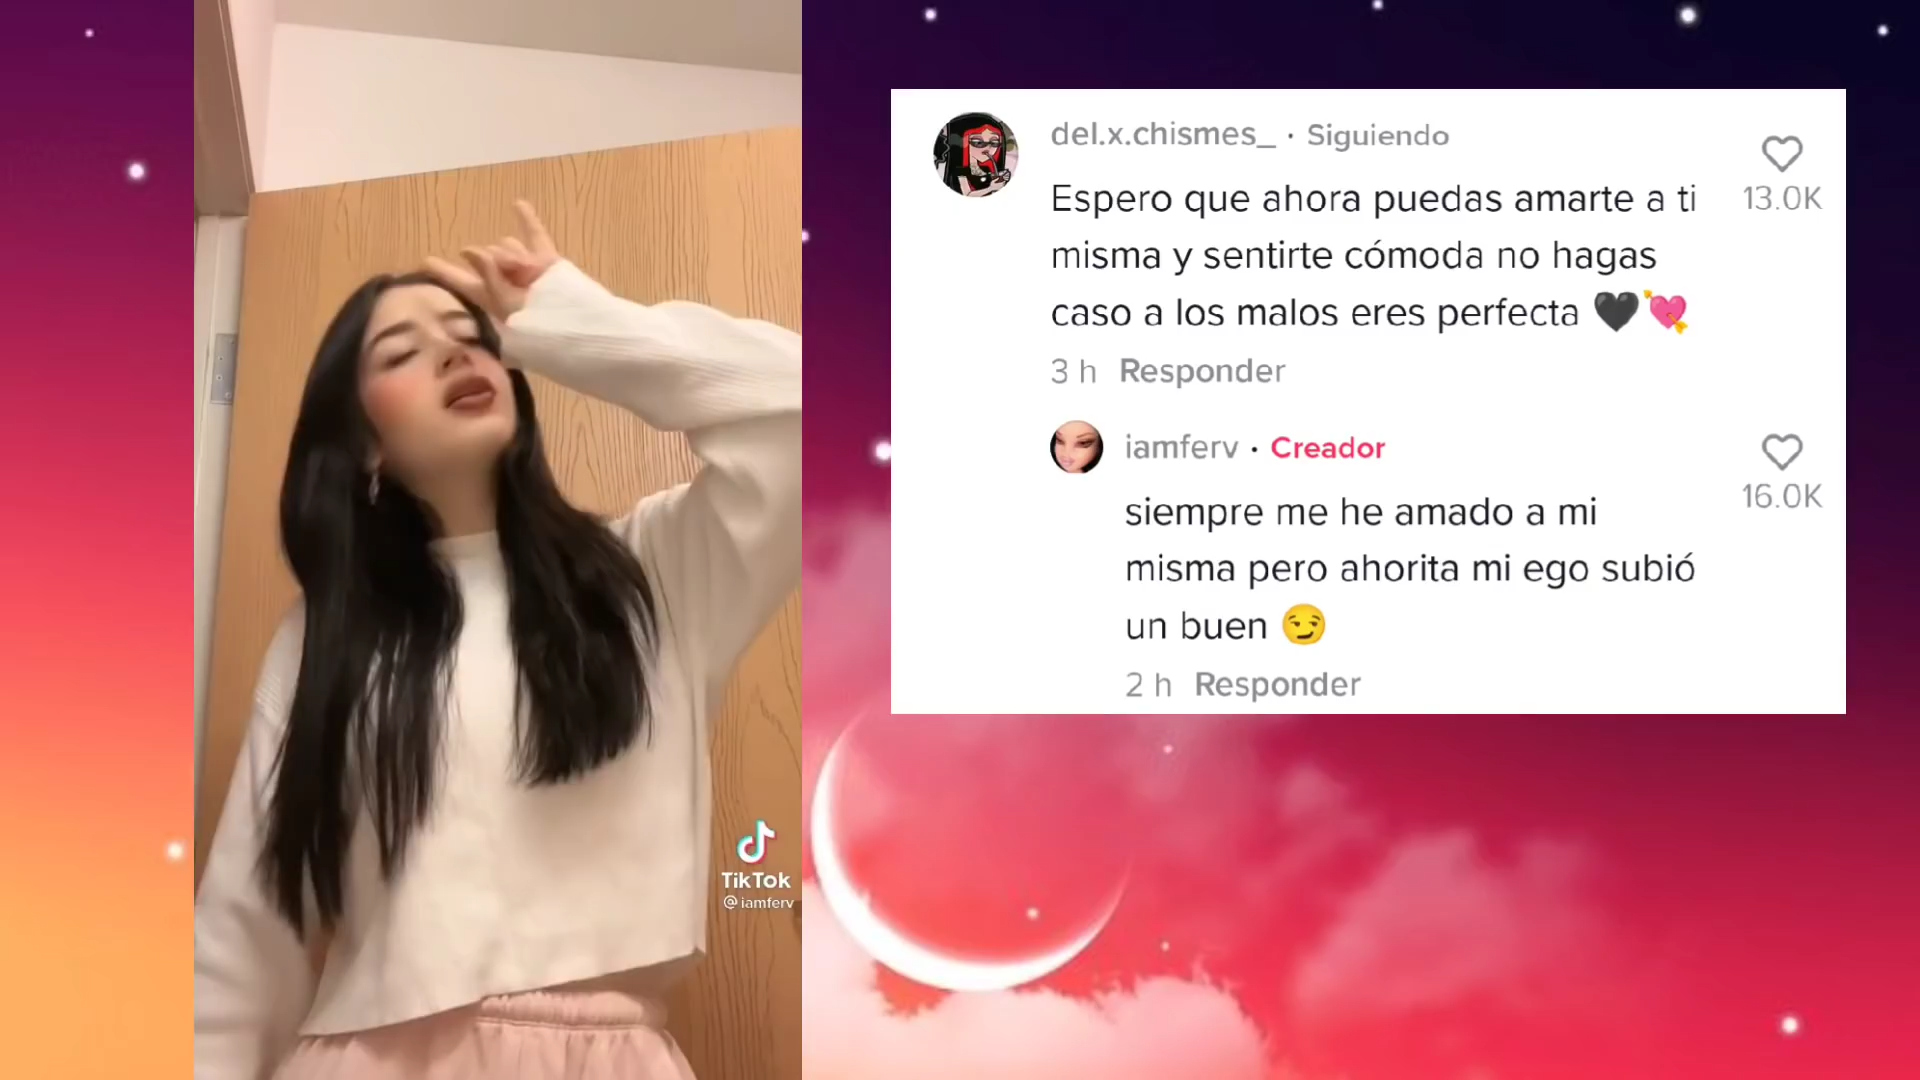 del.x.chismes_ · Siguiendo
Espero que ahora puedas amarte a ti
misma y sentirte cómoda no hagas
caso a los malos eres perfecta 🖤💘
13.0K
3 h Responder
iamferv · Creador
siempre me he amado a mi
misma pero ahorita mi ego subió
un buen 😏
16.0K
2 h Responder
TikTok
@iamferv